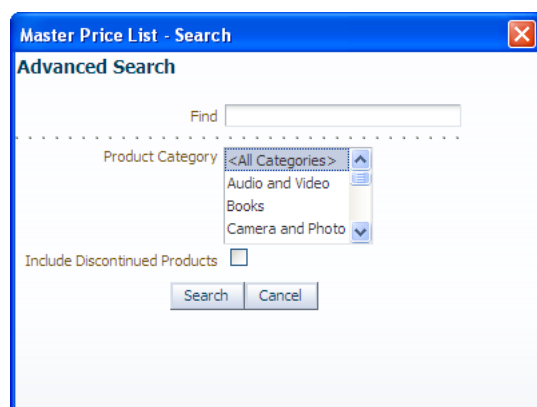 Master Price List - Search
Advanced Search
Find
Product Category
<All Categories>
Audio and Video
Books
Camera and Photo
Include Discontinued Products
Search Cancel